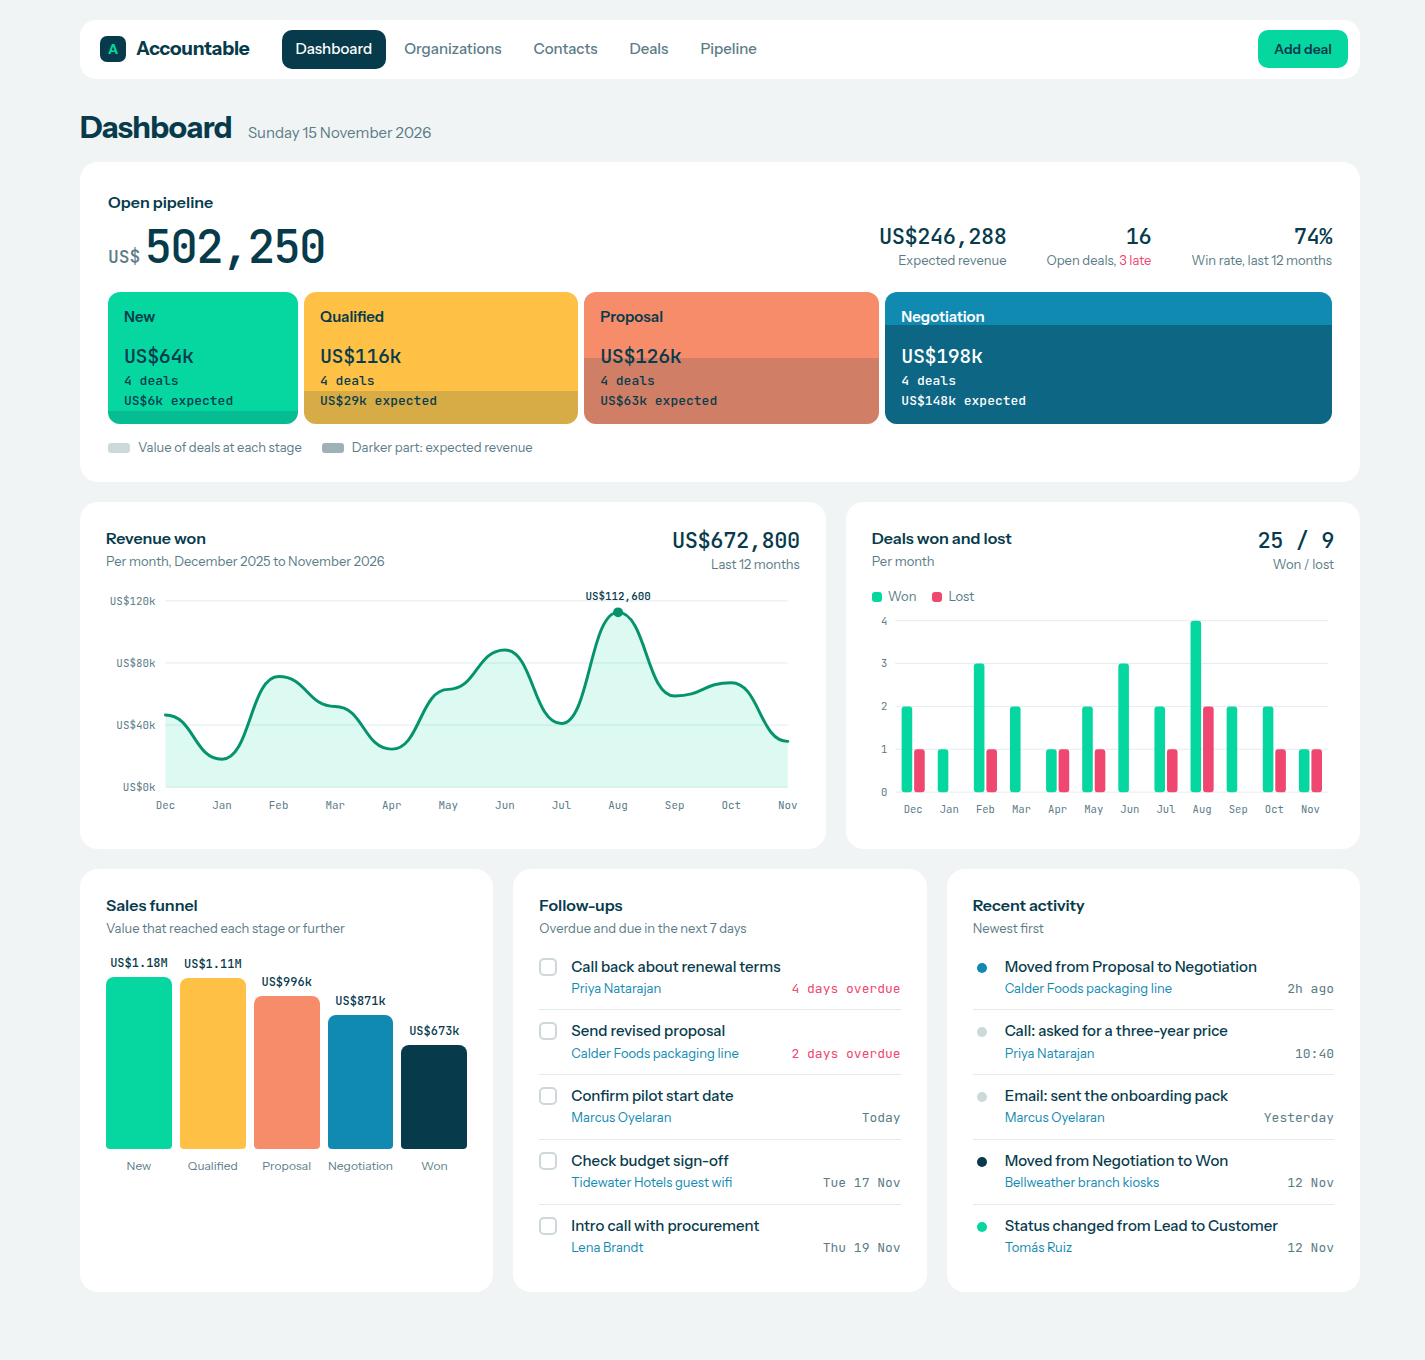 A Accountable Dashboard Organizations Contacts Deals Pipeline Add deal
Dashboard Sunday 15 November 2026
Open pipeline
US$ 502,250
US$246,288 16 74%
Expected revenue Open deals, 3 late Win rate, last 12 months
New Qualified Proposal Negotiation
US$64k US$116k US$126k US$198k
4 deals 4 deals 4 deals 4 deals
US$6k expected US$29k expected US$63k expected US$148k expected
Value of deals at each stage Darker part: expected revenue
Revenue won
Per month, December 2025 to November 2026
US$672,800
Last 12 months
US$112,600
US$120k
US$80k
US$40k
US$0k
Dec Jan Feb Mar Apr May Jun Jul Aug Sep Oct Nov
Deals won and lost
Per month
25 / 9
Won / lost
Won Lost
4
3
2
1
0
Dec Jan Feb Mar Apr May Jun Jul Aug Sep Oct Nov
Sales funnel
Value that reached each stage or further
US$1.18M US$1.11M US$996k US$871k US$673k
New Qualified Proposal Negotiation Won
Follow-ups
Overdue and due in the next 7 days
Call back about renewal terms
Priya Natarajan 4 days overdue
Send revised proposal
Calder Foods packaging line 2 days overdue
Confirm pilot start date
Marcus Oyelaran Today
Check budget sign-off
Tidewater Hotels guest wifi Tue 17 Nov
Intro call with procurement
Lena Brandt Thu 19 Nov
Recent activity
Newest first
Moved from Proposal to Negotiation
Calder Foods packaging line 2h ago
Call: asked for a three-year price
Priya Natarajan 10:40
Email: sent the onboarding pack
Marcus Oyelaran Yesterday
Moved from Negotiation to Won
Bellweather branch kiosks 12 Nov
Status changed from Lead to Customer
Tomás Ruiz 12 Nov